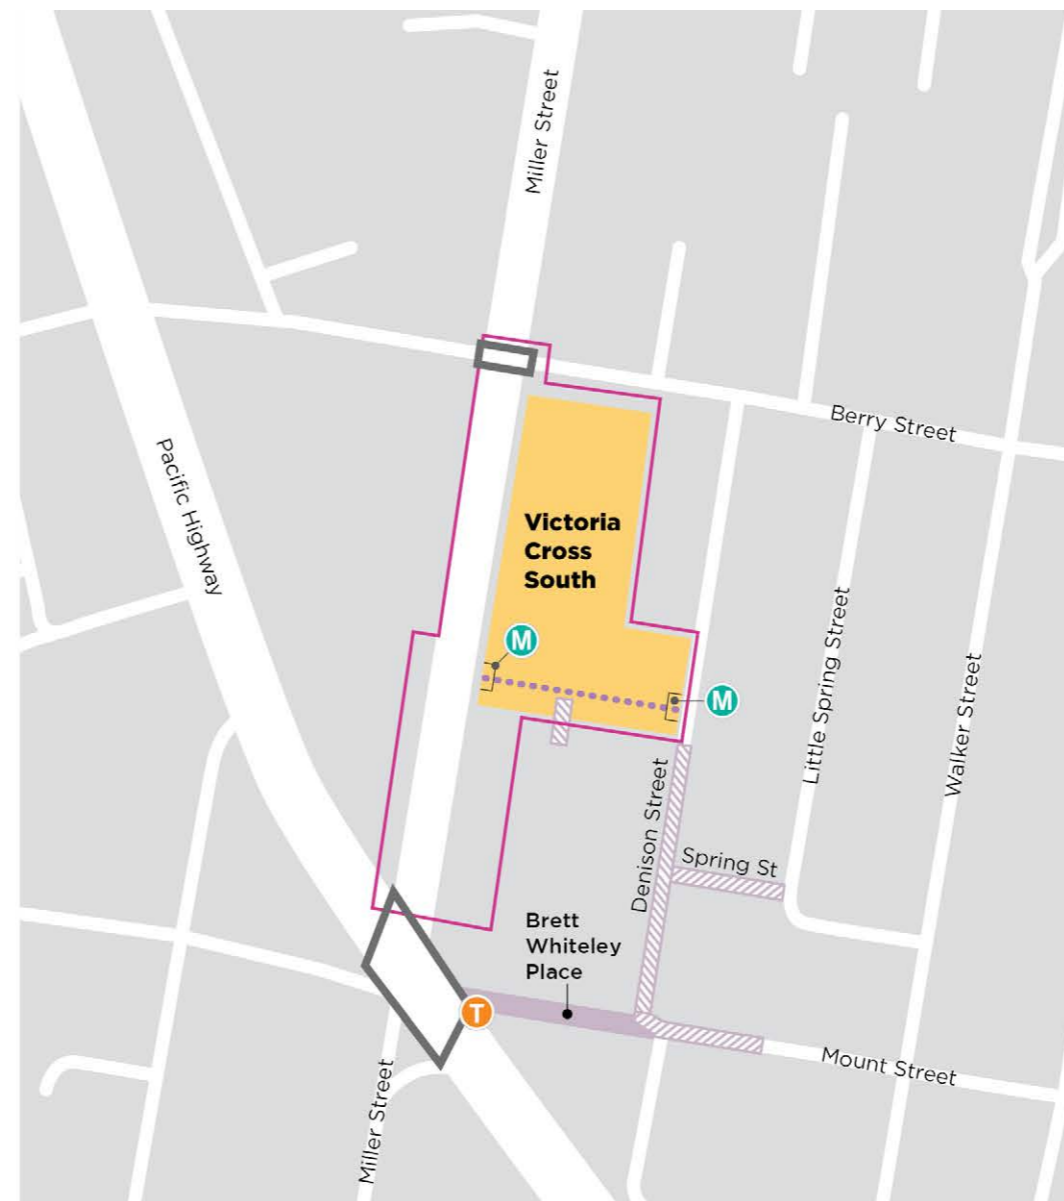 Miller Street
Pacific Highway
Berry Street
Victoria
Cross
South
M
M
Little Spring Street
Walker Street
Denison Street
Spring St
Brett
Whiteley
Place
T
Mount Street
Miller Street